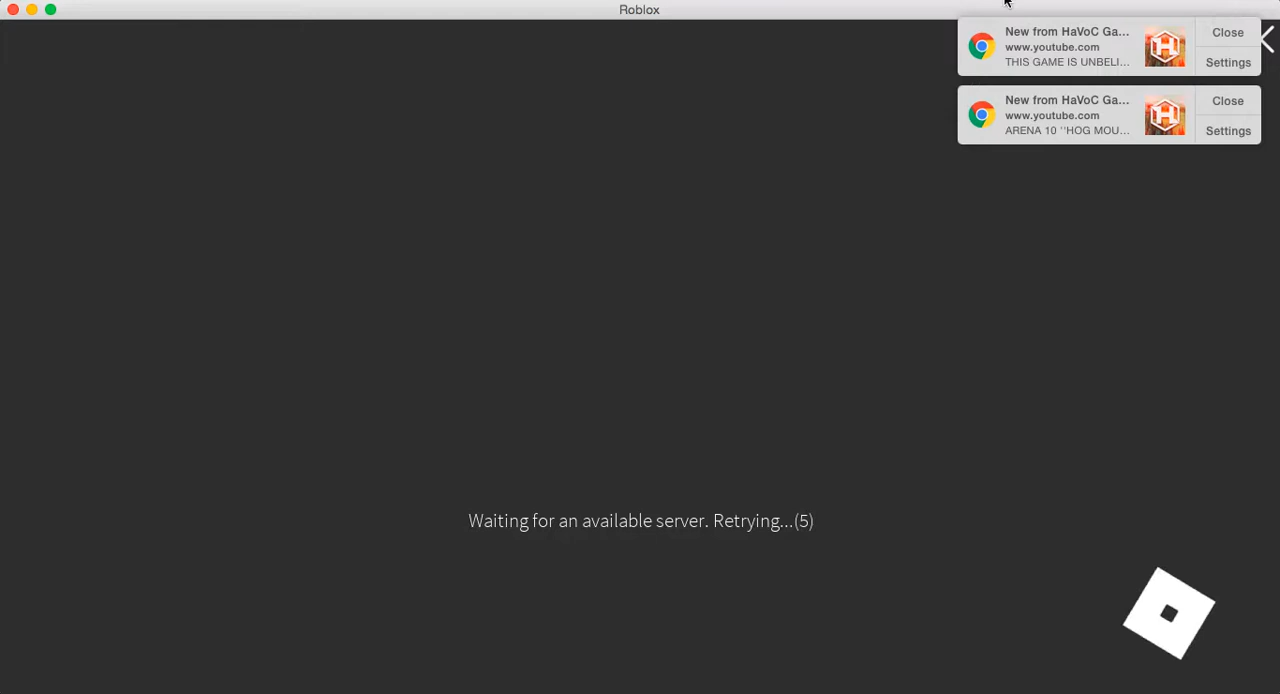 Roblox
New from HaVoC Ga...
www.youtube.com
THIS GAME IS UNBELI...
Close
Settings
New from HaVoC Ga...
www.youtube.com
ARENA 10 "HOG MOU...
Close
Settings
Waiting for an available server. Retrying...(5)